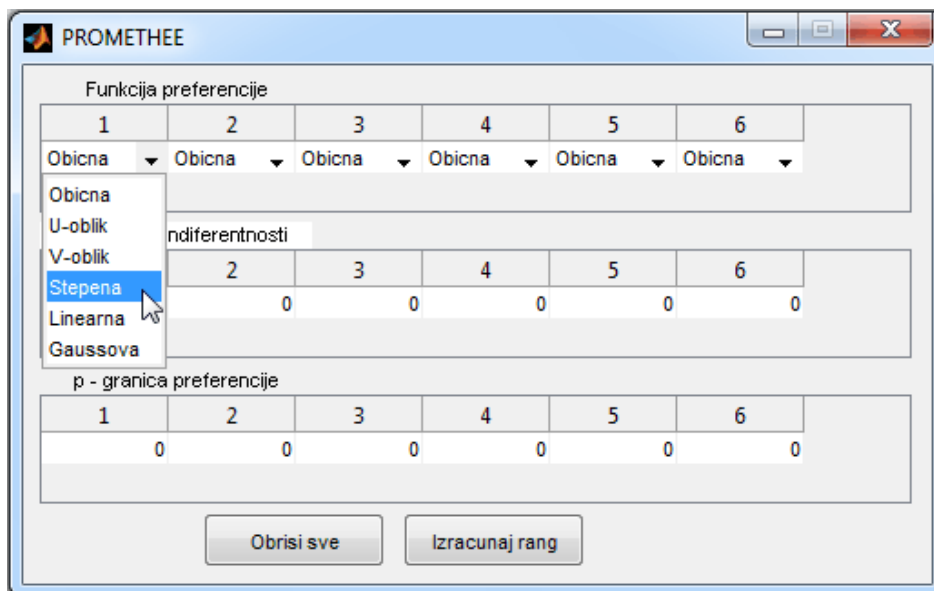 PROMETHEE
Funkcija preferencije
1 2 3 4 5 6
Obicna Obicna Obicna Obicna Obicna Obicna
Obicna
U-oblik
V-oblik
Stepena
Linearna
Gaussova
ndiferentnosti
2 3 4 5 6
0 0 0 0 0
p - granica preferencije
1 2 3 4 5 6
0 0 0 0 0 0
Obrisi sve Izracunaj rang